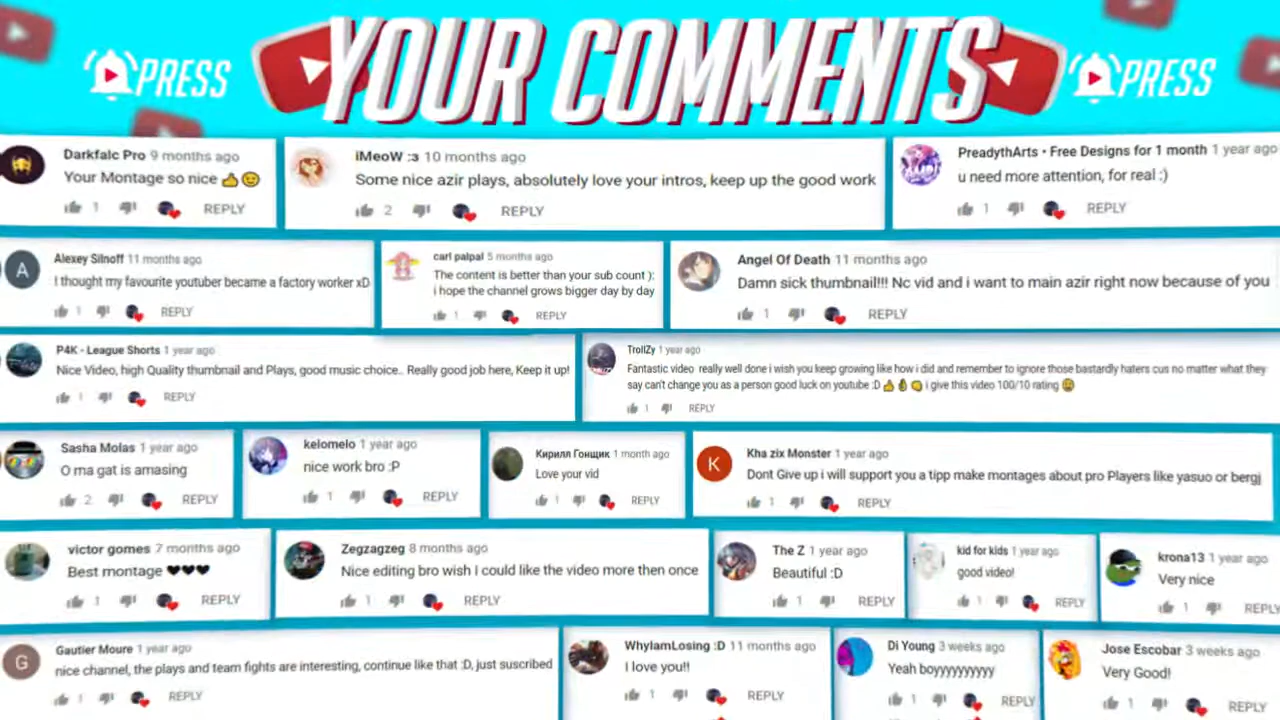 PRESS
YOUR COMMENTS
PRESS
Darkfalc Pro 9 months ago
Your Montage so nice 👍😉
1 REPLY
iMeoW :3 10 months ago
Some nice azir plays, absolutely love your intros, keep up the good work
2 REPLY
PreadythArts • Free Designs for 1 month 1 year ago
u need more attention, for real :)
1 REPLY
A
Alexey Silnoff 11 months ago
I thought my favourite youtuber became a factory worker xD
1 REPLY
carl palpal 5 months ago
The content is better than your sub count ):
i hope the channel grows bigger day by day
1 REPLY
Angel Of Death 11 months ago
Damn sick thumbnail!!! Nc vid and i want to main azir right now because of you
1 REPLY
P4K - League Shorts 1 year ago
Nice Video, high Quality thumbnail and Plays, good music choice.. Really good job here, Keep it up!
1 REPLY
TrollZy 1 year ago
Fantastic video really well done i wish you keep growing like how i did and remember to ignore those bastardly haters cus no matter what they
say can't change you as a person good luck on youtube :D 👍👌👊 i give this video 100/10 rating 😩
1 REPLY
Sasha Molas 1 year ago
O ma gat is amasing
2 REPLY
kelomelo 1 year ago
nice work bro :P
1 REPLY
Кирилл Гонщик 1 month ago
Love your vid
1 REPLY
K
Kha zix Monster 1 year ago
Dont Give up i will support you a tipp make montages about pro Players like yasuo or bergj
1 REPLY
victor gomes 7 months ago
Best montage ♥♥♥
1 REPLY
Zegzagzeg 8 months ago
Nice editing bro wish I could like the video more then once
1 REPLY
The Z 1 year ago
Beautiful :D
1 REPLY
kid for kids 1 year ago
good video!
1 REPLY
krona13 1 year ago
Very nice
1 REPLY
G
Gautier Moure 1 year ago
nice channel, the plays and team fights are interesting, continue like that :D, just suscribed
1 REPLY
WhyIamLosing :D 11 months ago
I love you!!
1 REPLY
Di Young 3 weeks ago
Yeah boyyyyyyyyy
1 REPLY
Jose Escobar 3 weeks ago
Very Good!
1 REPLY